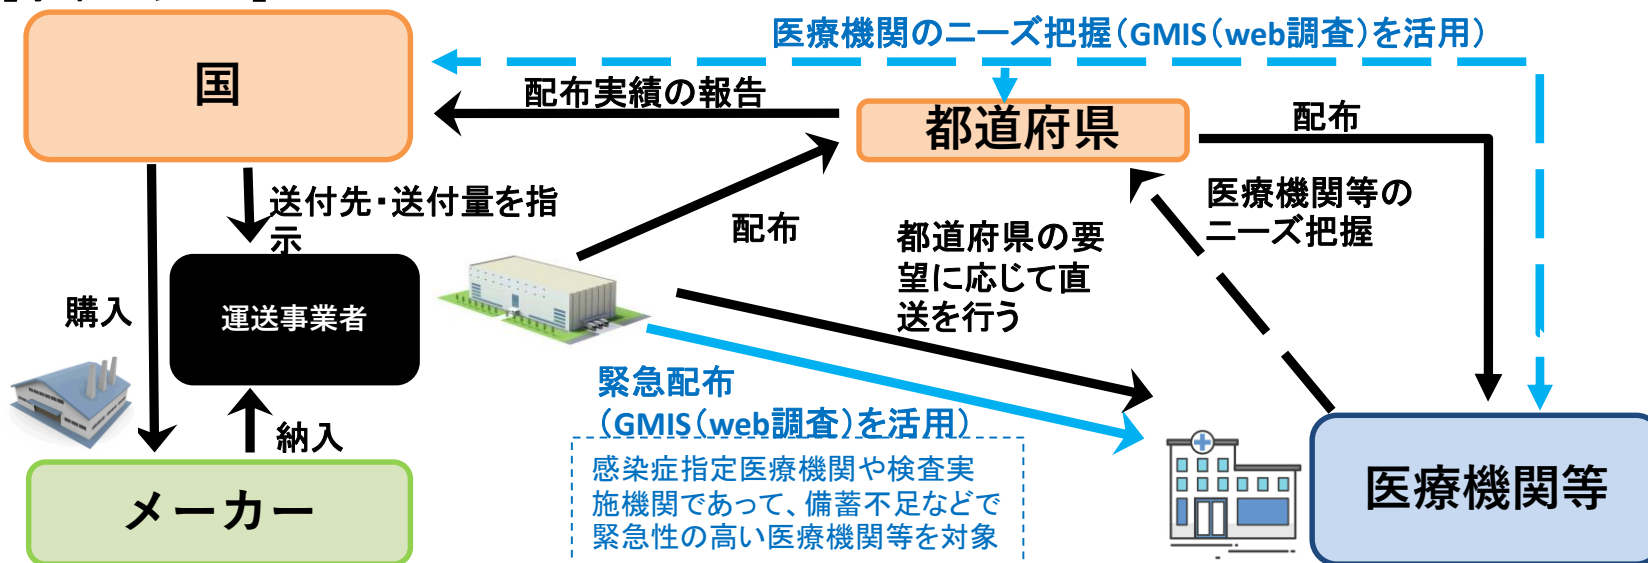 医療機関のニーズ把握（GMIS（web調査）を活用）
国
配布実績の報告
都道府県
配布
送付先・送付量を指
示
配布
都道府県の要
望に応じて直
送を行う
医療機関等の
ニーズ把握
購入
運送事業者
緊急配布
（GMIS（web調査）を活用）
納入
感染症指定医療機関や検査実
施機関であって、備蓄不足などで
緊急性の高い医療機関等を対象
メーカー
医療機関等